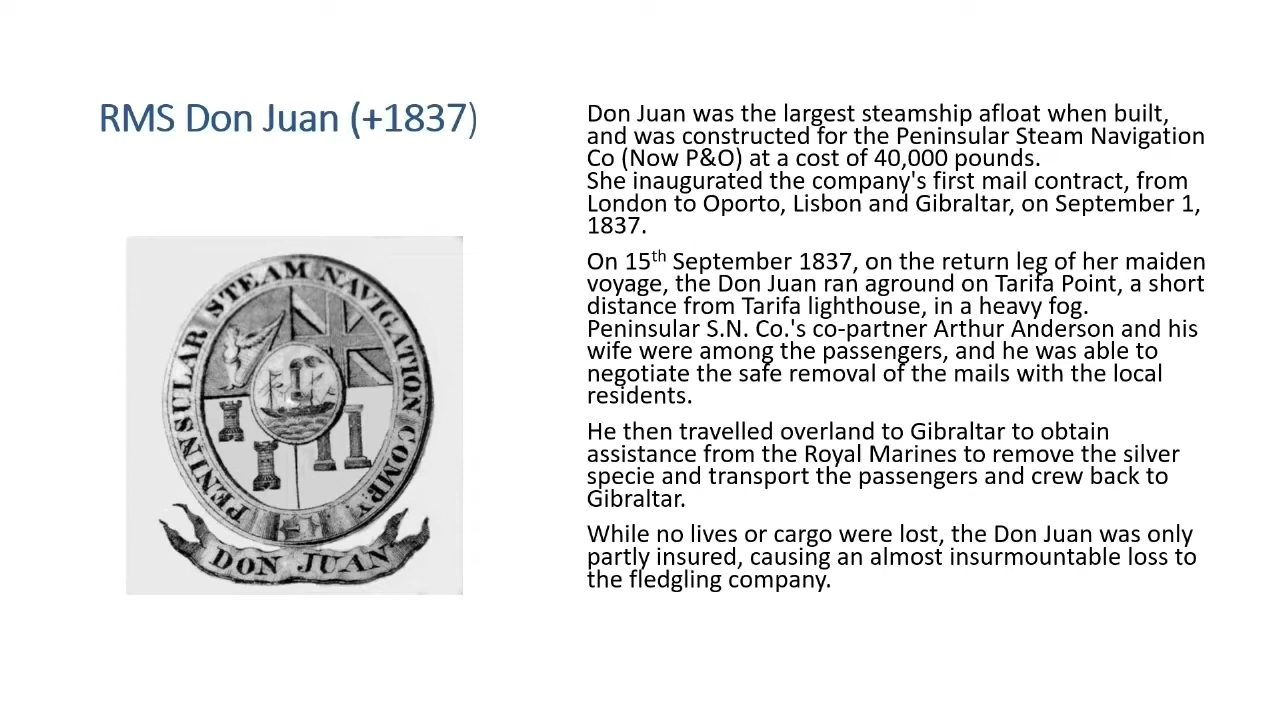 RMS Don Juan (+1837)
PENINSULAR STEAM NAVIGATION COMPY
DON JUAN
Don Juan was the largest steamship afloat when built,
and was constructed for the Peninsular Steam Navigation
Co (Now P&O) at a cost of 40,000 pounds.
She inaugurated the company's first mail contract, from
London to Oporto, Lisbon and Gibraltar, on September 1,
1837.
On 15th September 1837, on the return leg of her maiden
voyage, the Don Juan ran aground on Tarifa Point, a short
distance from Tarifa lighthouse, in a heavy fog.
Peninsular S.N. Co.'s co-partner Arthur Anderson and his
wife were among the passengers, and he was able to
negotiate the safe removal of the mails with the local
residents.
He then travelled overland to Gibraltar to obtain
assistance from the Royal Marines to remove the silver
specie and transport the passengers and crew back to
Gibraltar.
While no lives or cargo were lost, the Don Juan was only
partly insured, causing an almost insurmountable loss to
the fledgling company.